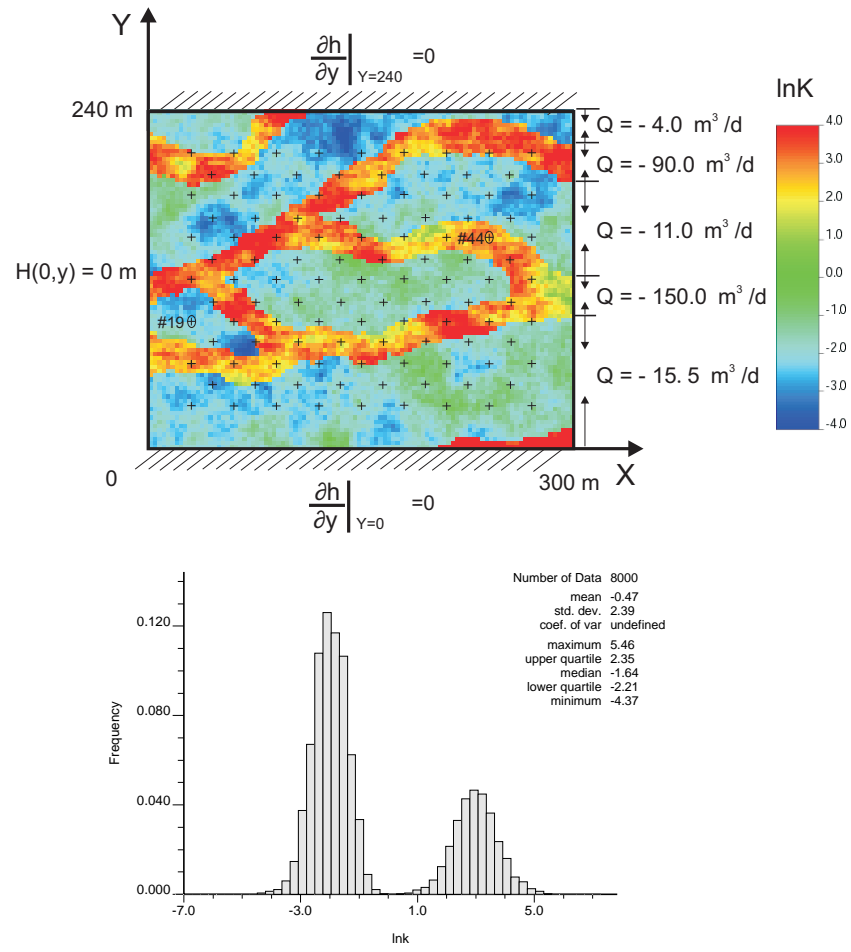 Y
∂h
∂y
Y=240
=0
240 m
H(0,y) = 0 m
#44
#19
0
300 m
X
∂h
∂y
Y=0
=0
Q = - 4.0 m³ /d
Q = - 90.0 m³ /d
Q = - 11.0 m³ /d
Q = - 150.0 m³ /d
Q = - 15. 5 m³ /d
lnK
4.0
3.0
2.0
1.0
0.0
-1.0
-2.0
-3.0
-4.0
Number of Data 8000
mean -0.47
std. dev. 2.39
coef. of var undefined
maximum 5.46
upper quartile 2.35
median -1.64
lower quartile -2.21
minimum -4.37
Frequency
0.120
0.080
0.040
0.000
-7.0 -3.0 1.0 5.0
lnk